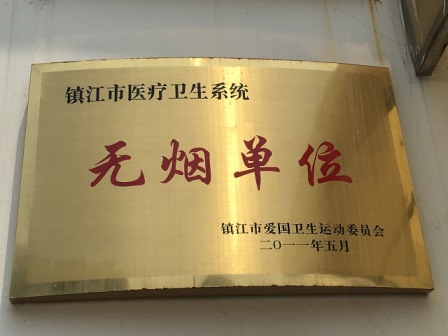 镇江市医疗卫生系统
无烟单位
镇江市爱国卫生运动委员会
二〇一一年五月